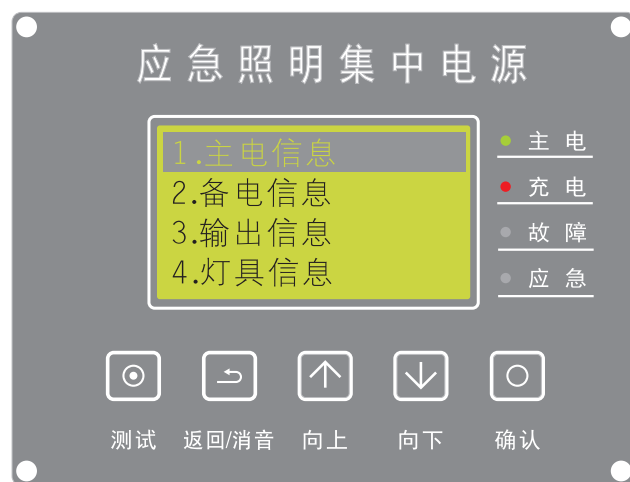 应急照明集中电源
1.主电信息
2.备电信息
3.输出信息
4.灯具信息
主电
充电
故障
应急
测试 返回/消音 向上 向下 确认